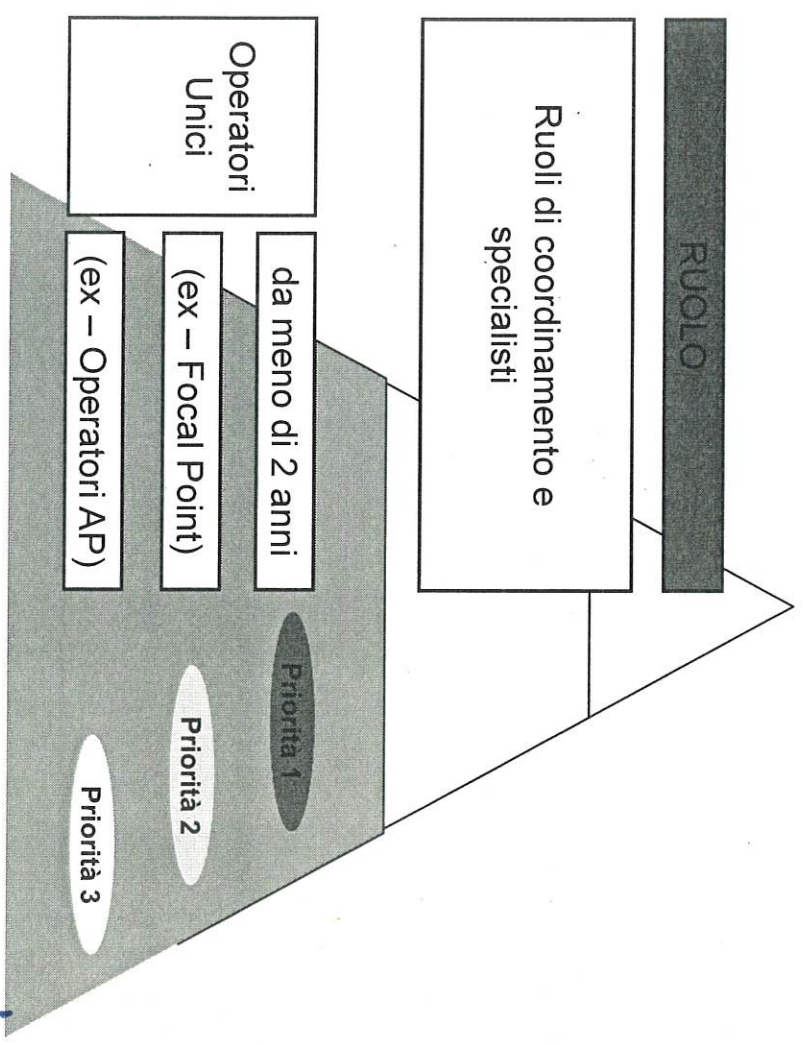 RUOLO
Ruoli di coordinamento e
specialisti
Operatori
Unici
da meno di 2 anni
Priorità 1
(ex – Focal Point)
Priorità 2
(ex – Operatori AP)
Priorità 3